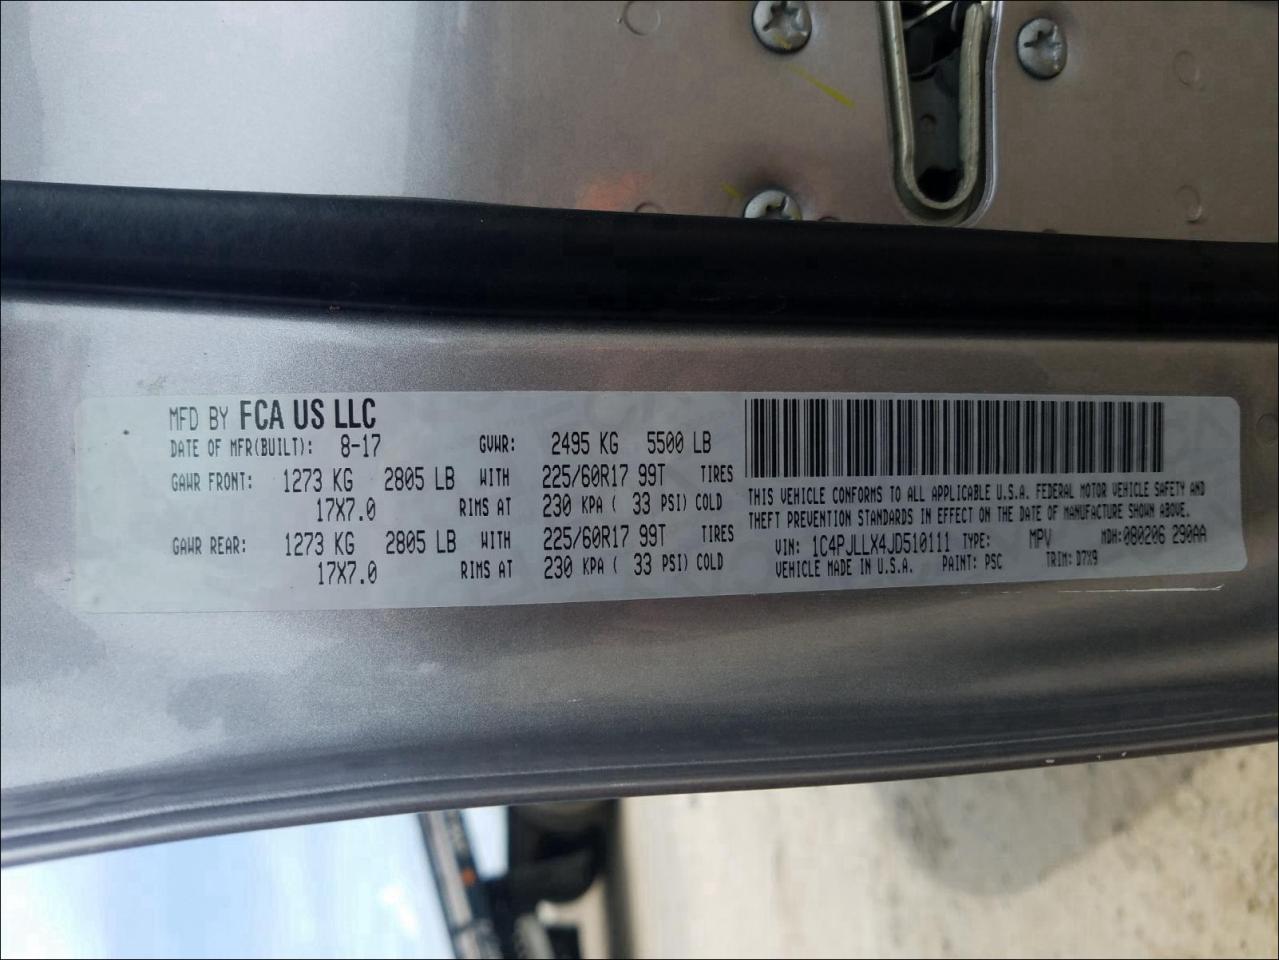 MFD BY FCA US LLC
DATE OF MFR(BUILT): 8-17 GVWR: 2495 KG 5500 LB
GAWR FRONT: 1273 KG 2805 LB WITH 225/60R17 99T TIRES
17X7.0 RIMS AT 230 KPA ( 33 PSI) COLD
GAWR REAR: 1273 KG 2805 LB WITH 225/60R17 99T TIRES
17X7.0 RIMS AT 230 KPA ( 33 PSI) COLD
THIS VEHICLE CONFORMS TO ALL APPLICABLE U.S.A. FEDERAL MOTOR VEHICLE SAFETY AND
THEFT PREVENTION STANDARDS IN EFFECT ON THE DATE OF MANUFACTURE SHOWN ABOVE.
VIN: 1C4PJLLX4JD510111 TYPE: MPV MDH: 080206 290AA
VEHICLE MADE IN U.S.A. PAINT: PSC TRIM: D7X9